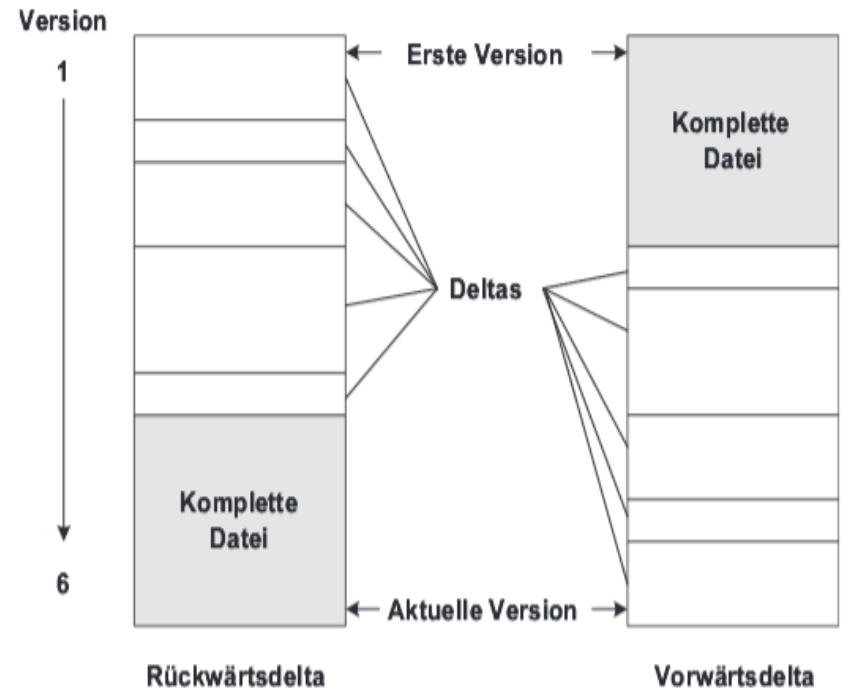 Version
1
Erste Version
Komplette
Datei
Deltas
Komplette
Datei
6
Aktuelle Version
Rückwärtsdelta
Vorwärtsdelta